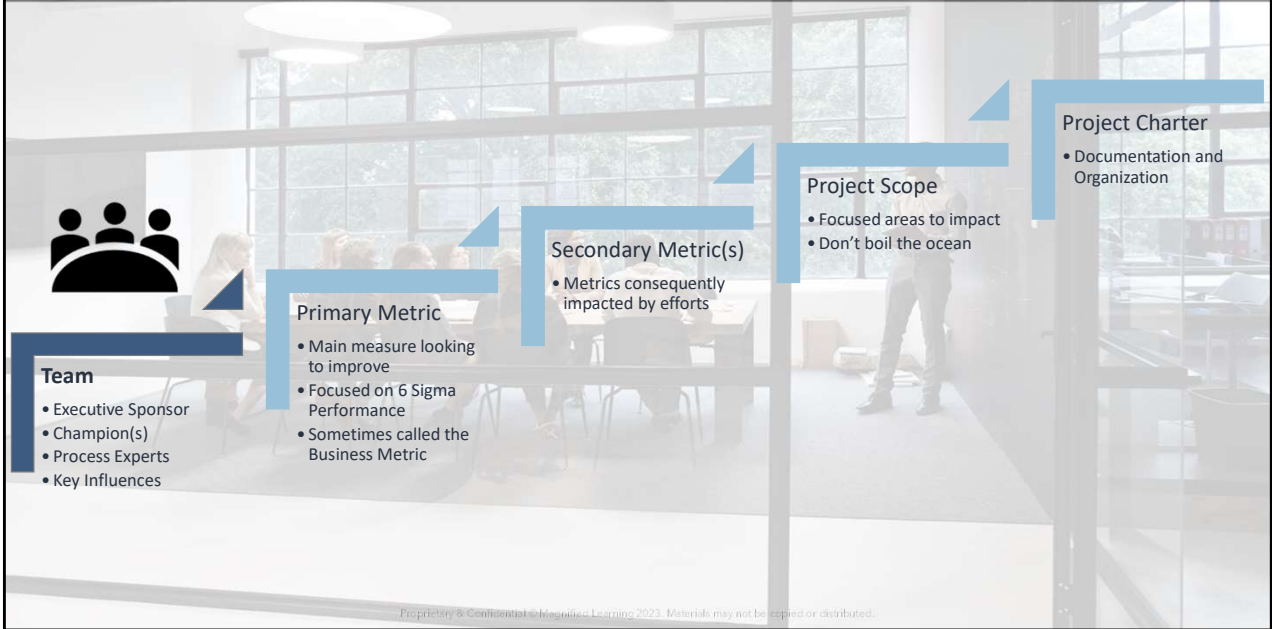 Team
• Executive Sponsor
• Champion(s)
• Process Experts
• Key Influences
Primary Metric
• Main measure looking
to improve
• Focused on 6 Sigma
Performance
• Sometimes called the
Business Metric
Secondary Metric(s)
• Metrics consequently
impacted by efforts
Project Scope
• Focused areas to impact
• Don’t boil the ocean
Project Charter
• Documentation and
Organization
Proprietary & Confidential © Magnified Learning 2023. Materials may not be copied or distributed.